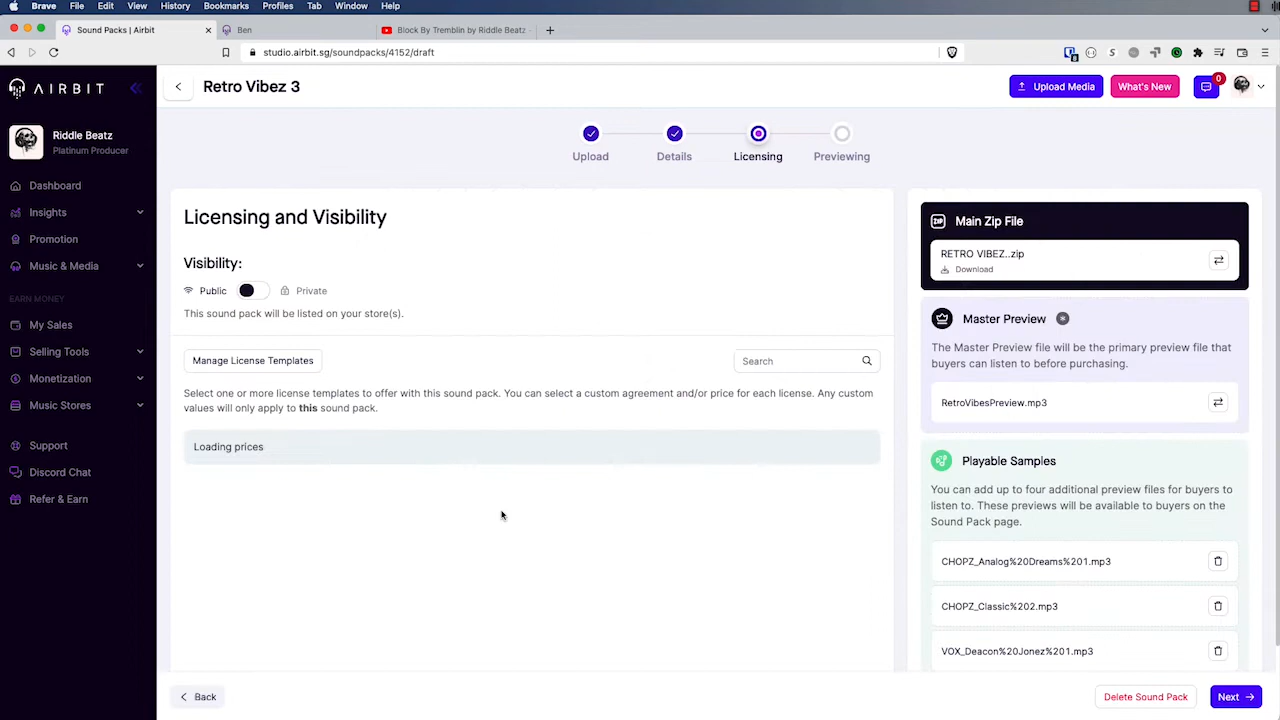 Brave File Edit View History Bookmarks Profiles Tab Window Help
Sound Packs | Airbit
Ben
Block By Tremblin by Riddle Beatz
studio.airbit.sg/soundpacks/4152/draft
AIRBIT
Retro Vibez 3
Upload Media
What's New
0
Riddle Beatz
Platinum Producer
Dashboard
Insights
Promotion
Music & Media
EARN MONEY
My Sales
Selling Tools
Monetization
Music Stores
Support
Discord Chat
Refer & Earn
Upload
Details
Licensing
Previewing
Licensing and Visibility
Visibility:
Public
Private
This sound pack will be listed on your store(s).
Manage License Templates
Search
Select one or more license templates to offer with this sound pack. You can select a custom agreement and/or price for each license. Any custom
values will only apply to this sound pack.
Loading prices
ZIP
Main Zip File
RETRO VIBEZ..zip
Download
Master Preview
The Master Preview file will be the primary preview file that
buyers can listen to before purchasing.
RetroVibesPreview.mp3
Playable Samples
You can add up to four additional preview files for buyers to
listen to. These previews will be available to buyers on the
Sound Pack page.
CHOPZ_Analog%20Dreams%201.mp3
CHOPZ_Classic%202.mp3
VOX_Deacon%20Jonez%201.mp3
Back
Delete Sound Pack
Next